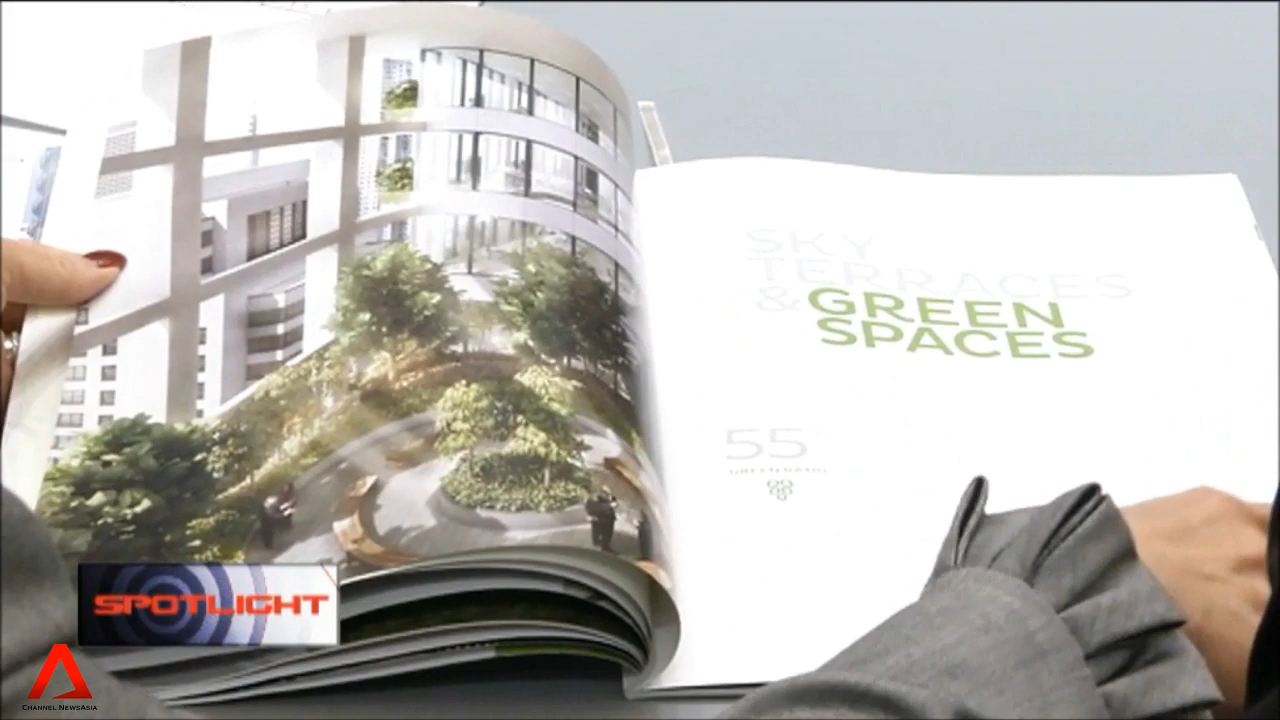 SKY
TERRACES
& GREEN
SPACES
55
SPOTLIGHT
CHANNEL NEWSASIA